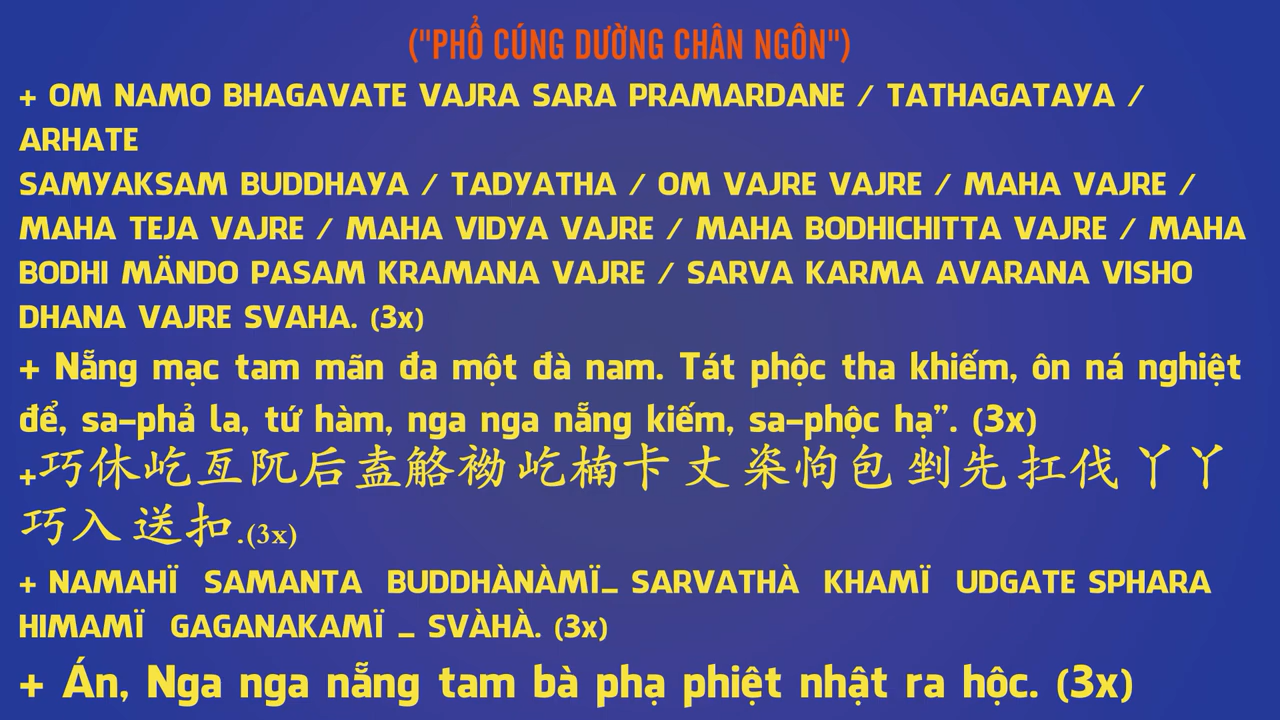 ("PHỔ CÚNG DƯỜNG CHÂN NGÔN")
+ OM NAMO BHAGAVATE VAJRA SARA PRAMARDANE / TATHAGATAYA /
ARHATE
SAMYAKSAM BUDDHAYA / TADYATHA / OM VAJRE VAJRE / MAHA VAJRE /
MAHA TEJA VAJRE / MAHA VIDYA VAJRE / MAHA BODHICHITTA VAJRE / MAHA
BODHI MÄNDO PASAM KRAMANA VAJRE / SARVA KARMA AVARANA VISHO
DHANA VAJRE SVAHA. (3x)
+ Nẵng mạc tam mãn đa một đà nam. Tát phộc tha khiếm, ôn ná nghiệt
để, sa-phả la, tứ hàm, nga nga nẵng kiếm, sa-phộc hạ”. (3x)
+巧休屹亙阢后盍觡袎屹楠卡丈栥怐包剉先扛伐丫丫
巧入送扣.(3x)
+ NAMAHÏ SAMANTA BUDDHÀNÀMÏ_ SARVATHÀ KHAMÏ UDGATE SPHARA
HIMAMÏ GAGANAKAMÏ _ SVÀHÀ. (3x)
+ Án, Nga nga nẵng tam bà phạ phiệt nhật ra hộc. (3x)